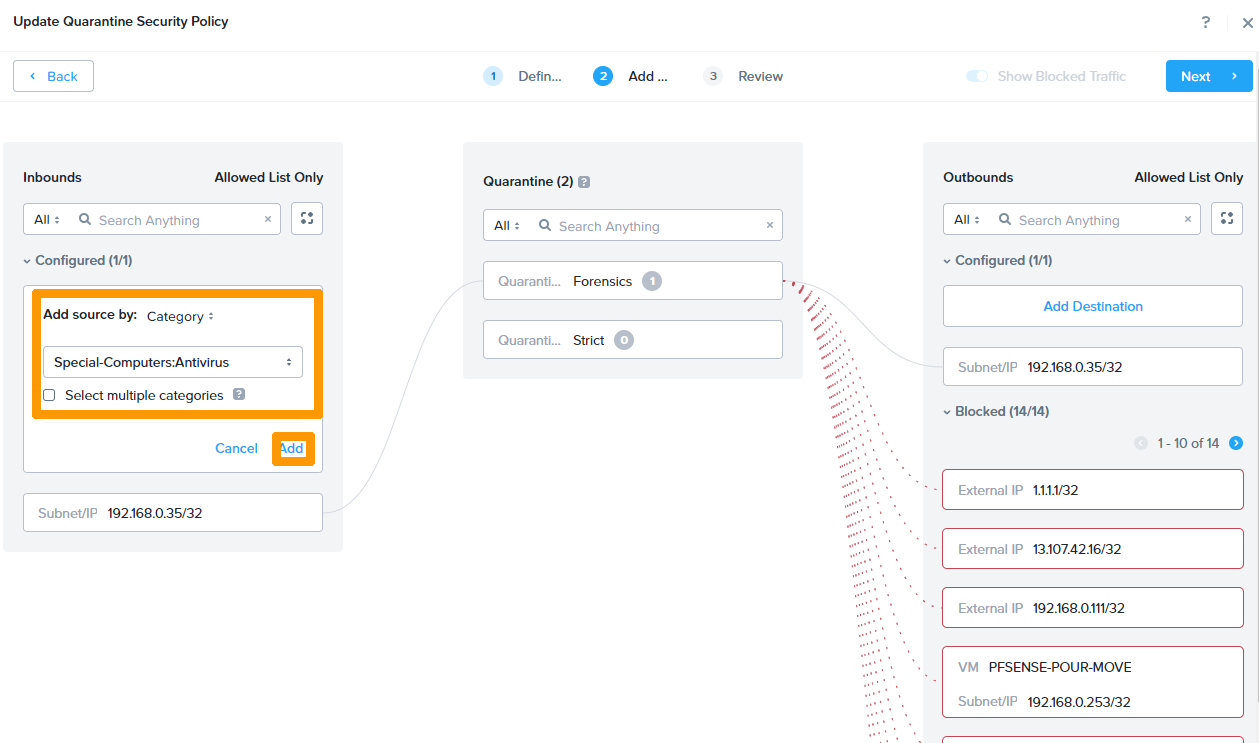 Update Quarantine Security Policy
?
Back
1 Defin...
2 Add ...
3 Review
Show Blocked Traffic
Next
Inbounds
Allowed List Only
All
Search Anything
×
Configured (1/1)
Add source by: Category
Special-Computers:Antivirus
Select multiple categories ?
Cancel
Add
Subnet/IP 192.168.0.35/32
Quarantine (2) ?
All
Search Anything
×
Quaranti... Forensics 1
Quaranti... Strict 0
Outbounds
Allowed List Only
All
Search Anything
×
Configured (1/1)
Add Destination
Subnet/IP 192.168.0.35/32
Blocked (14/14)
1 - 10 of 14
External IP 1.1.1.1/32
External IP 13.107.42.16/32
External IP 192.168.0.111/32
VM PFSENSE-POUR-MOVE
Subnet/IP 192.168.0.253/32